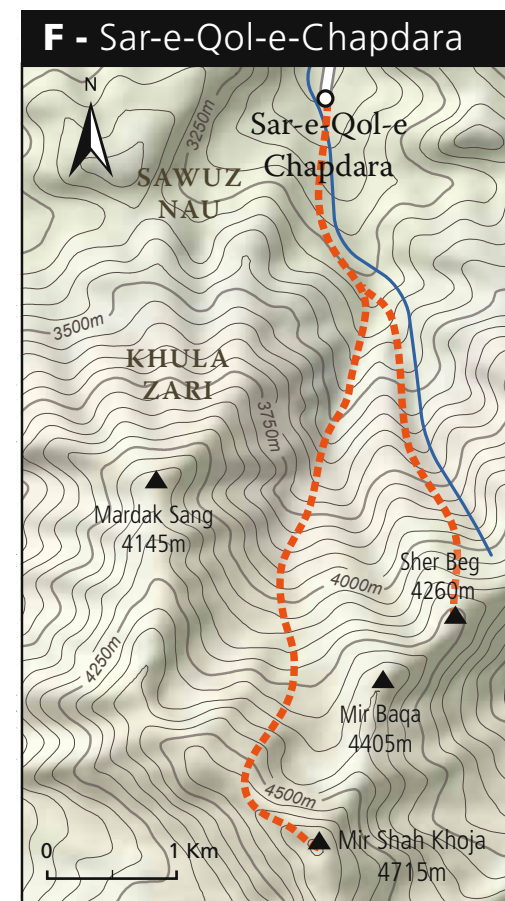 F - Sar-e-Qol-e-Chapdara
N
3250m
Sar-e-Qol-e
Chapdara
SAWUZ
NAU
3500m
KHULA
ZARI
3750m
Mardak Sang
4145m
4000m
Sher Beg
4260m
4250m
Mir Baqa
4405m
4500m
Mir Shah Khoja
4715m
0
1 Km